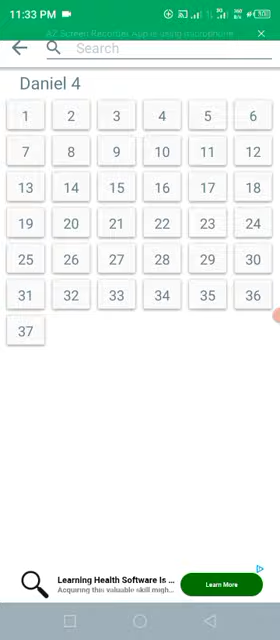 11:33 PM
AZ Screen Recorder App is using microphone
Search
Daniel 4
1 2 3 4 5 6
7 8 9 10 11 12
13 14 15 16 17 18
19 20 21 22 23 24
25 26 27 28 29 30
31 32 33 34 35 36
37
Learning Health Software Is ...
Acquiring this valuable skill migh...
Learn More